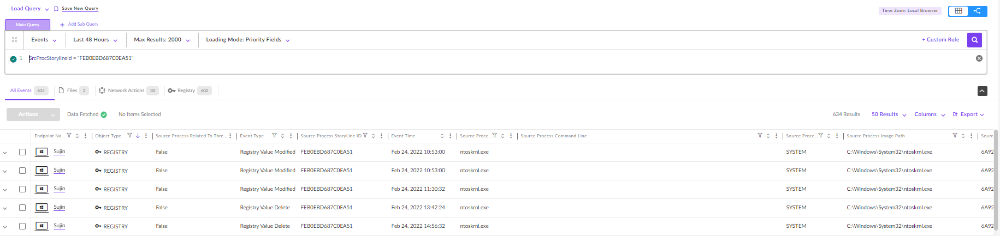 Load Query Save New Query Time Zone: Local Browser
Main Query + Add Sub Query
Events Last 48 Hours Max Results: 2000 Loading Mode: Priority Fields + Custom Rule
1 SrcProcStorylineId = "FEB0EBD687C0EA51"
All Events 634 Files 2 Network Actions 30 Registry 602
Actions Data Fetched No Items Selected 634 Results 50 Results Columns Export
Endpoint Na... Object Type Source Process Related To Thre... Event Type Source Process StoryLine ID Event Time Source Proce... Source Process Command Line Source Proce... Source Process Image Path Sourc
Sujin REGISTRY False Registry Value Modified FEB0EBD687C0EA51 Feb 24, 2022 10:53:00 ntoskrnl.exe SYSTEM C:\Windows\System32\ntoskrnl.exe 6A92
Sujin REGISTRY False Registry Value Modified FEB0EBD687C0EA51 Feb 24, 2022 10:53:00 ntoskrnl.exe SYSTEM C:\Windows\System32\ntoskrnl.exe 6A92
Sujin REGISTRY False Registry Value Modified FEB0EBD687C0EA51 Feb 24, 2022 11:30:32 ntoskrnl.exe SYSTEM C:\Windows\System32\ntoskrnl.exe 6A92
Sujin REGISTRY False Registry Value Delete FEB0EBD687C0EA51 Feb 24, 2022 13:42:24 ntoskrnl.exe SYSTEM C:\Windows\System32\ntoskrnl.exe 6A92
Sujin REGISTRY False Registry Value Delete FEB0EBD687C0EA51 Feb 24, 2022 14:56:32 ntoskrnl.exe SYSTEM C:\Windows\System32\ntoskrnl.exe 6A92